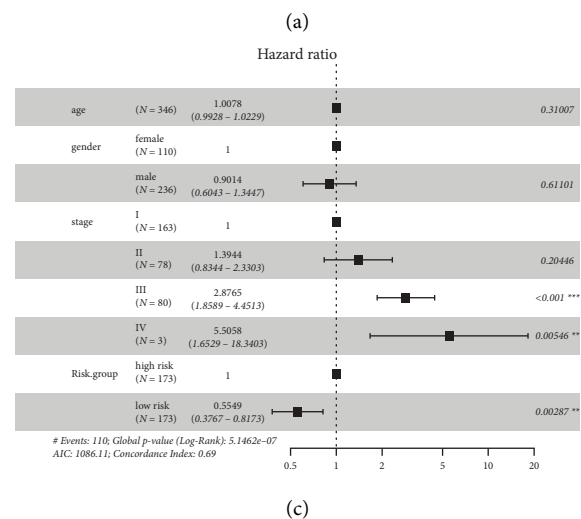 (a)
Hazard ratio
age (N = 346) 1.0078 (0.9928 – 1.0229) 0.31007
gender female (N = 110) 1
male (N = 236) 0.9014 (0.6043 – 1.3447) 0.61101
stage I (N = 163) 1
II (N = 78) 1.3944 (0.8344 – 2.3303) 0.20446
III (N = 80) 2.8765 (1.8589 – 4.4513) <0.001 ***
IV (N = 3) 5.5058 (1.6529 – 18.3403) 0.00546 **
Risk.group high risk (N = 173) 1
low risk (N = 173) 0.5549 (0.3767 – 0.8173) 0.00287 **
# Events: 110; Global p-value (Log-Rank): 5.1462e–07
AIC: 1086.11; Concordance Index: 0.69
0.5 1 2 5 10 20
(c)